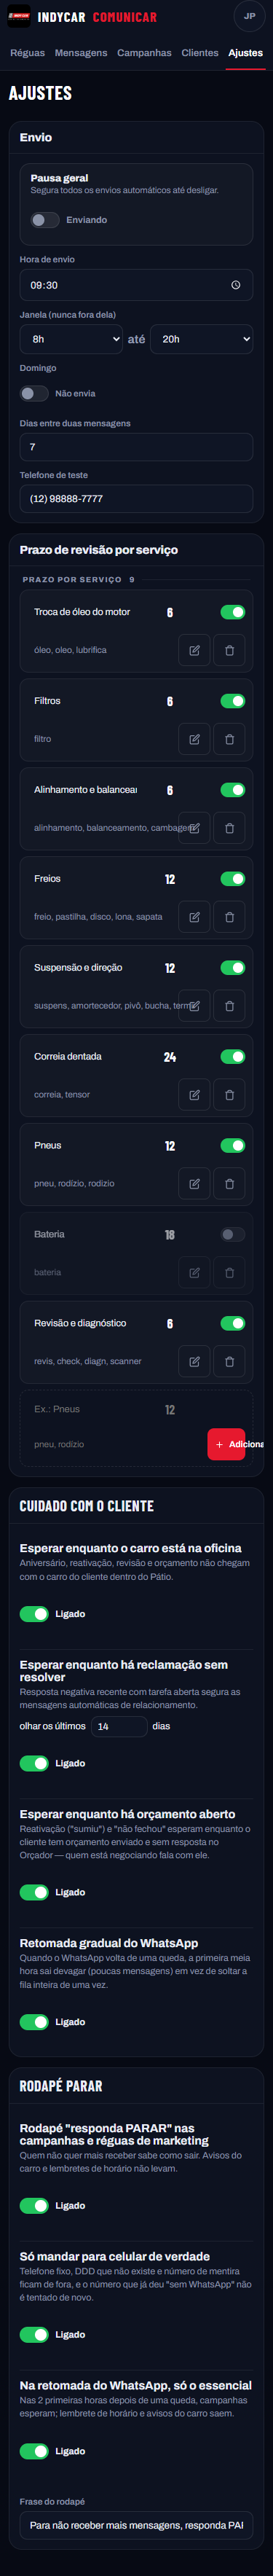 INDYCAR COMUNICAR
JP
Réguas Mensagens Campanhas Clientes Ajustes
AJUSTES
Envio
Pausa geral
Segura todos os envios automáticos até desligar.
Enviando
Hora de envio
09:30
Janela (nunca fora dela)
8h até 20h
Domingo
Não envia
Dias entre duas mensagens
7
Telefone de teste
(12) 98888-7777
Prazo de revisão por serviço
PRAZO POR SERVIÇO 9
Troca de óleo do motor 6
óleo, oleo, lubrifica
Filtros 6
filtro
Alinhamento e balancea 6
alinhamento, balanceamento, cambagem
Freios 12
freio, pastilha, disco, lona, sapata
Suspensão e direção 12
suspens, amortecedor, pivô, bucha, term
Correia dentada 24
correia, tensor
Pneus 12
pneu, rodízio, rodizio
Bateria 18
bateria
Revisão e diagnóstico 6
revis, check, diagn, scanner
Ex.: Pneus 12
pneu, rodízio
+ Adiciona
CUIDADO COM O CLIENTE
Esperar enquanto o carro está na oficina
Aniversário, reativação, revisão e orçamento não chegam
com o carro do cliente dentro do Pátio.
Ligado
Esperar enquanto há reclamação sem
resolver
Resposta negativa recente com tarefa aberta segura as
mensagens automáticas de relacionamento.
olhar os últimos 14 dias
Ligado
Esperar enquanto há orçamento aberto
Reativação ("sumiu") e "não fechou" esperam enquanto o
cliente tem orçamento enviado e sem resposta no
Orçador — quem está negociando fala com ele.
Ligado
Retomada gradual do WhatsApp
Quando o WhatsApp volta de uma queda, a primeira meia
hora sai devagar (poucas mensagens) em vez de soltar a
fila inteira de uma vez.
Ligado
RODAPÉ PARAR
Rodapé "responda PARAR" nas
campanhas e réguas de marketing
Quem não quer mais receber sabe como sair. Avisos do
carro e lembretes de horário não levam.
Ligado
Só mandar para celular de verdade
Telefone fixo, DDD que não existe e número de mentira
ficam de fora, e o número que já deu "sem WhatsApp" não
é tentado de novo.
Ligado
Na retomada do WhatsApp, só o essencial
Nas 2 primeiras horas depois de uma queda, campanhas
esperam; lembrete de horário e avisos do carro saem.
Ligado
Frase do rodapé
Para não receber mais mensagens, responda PAI